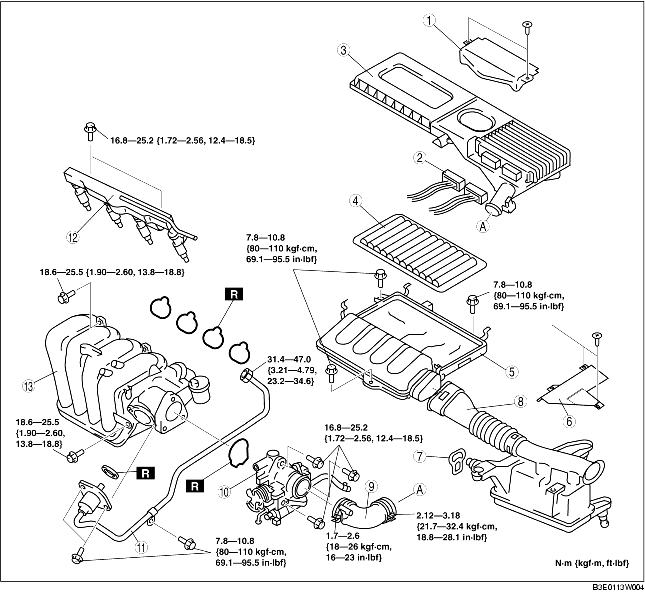 1
3
16.8—25.2 {1.72—2.56, 12.4—18.5}
2
4
A
12
7.8—10.8
{80—110 kgf·cm,
69.1—95.5 in·lbf}
18.6—25.5 {1.90—2.60, 13.8—18.8}
R
7.8—10.8
{80—110 kgf·cm,
69.1—95.5 in·lbf}
31.4—47.0
{3.21—4.79,
23.2—34.6}
13
5
8
6
18.6—25.5
{1.90—2.60,
13.8—18.8}
16.8—25.2
{1.72—2.56, 12.4—18.5}
7
R
R
10
9
A
2.12—3.18
{21.7—32.4 kgf·cm,
18.8—28.1 in·lbf}
1.7—2.6
{18—26 kgf·cm,
16—23 in·lbf}
11
7.8—10.8
{80—110 kgf·cm,
69.1—95.5 in·lbf}
N·m {kgf·m, ft·lbf}
B3E0113W004